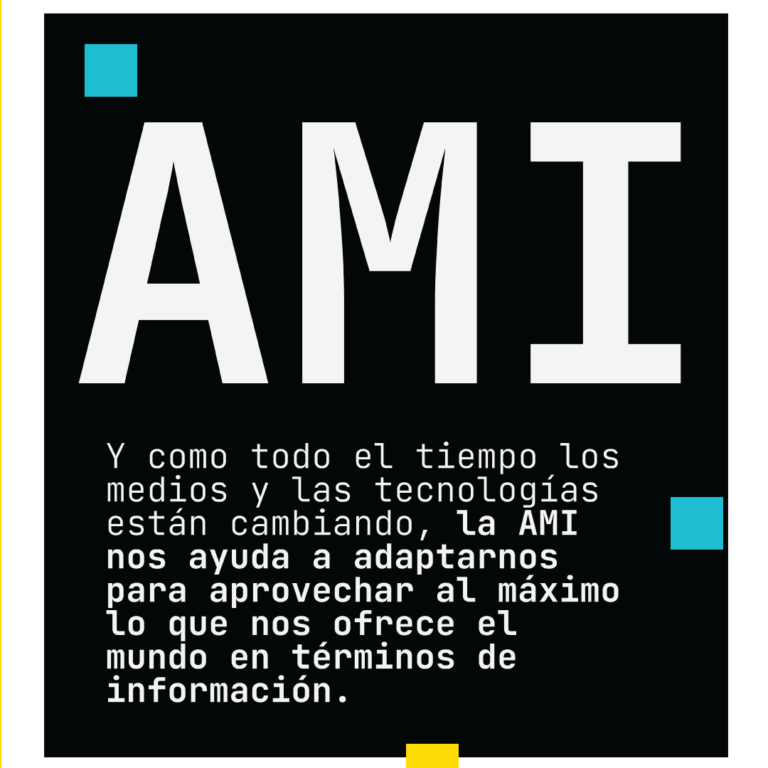 AMI
Y como todo el tiempo los
medios y las tecnologías
están cambiando, la AMI
nos ayuda a adaptarnos
para aprovechar al máximo
lo que nos ofrece el
mundo en términos de
información.